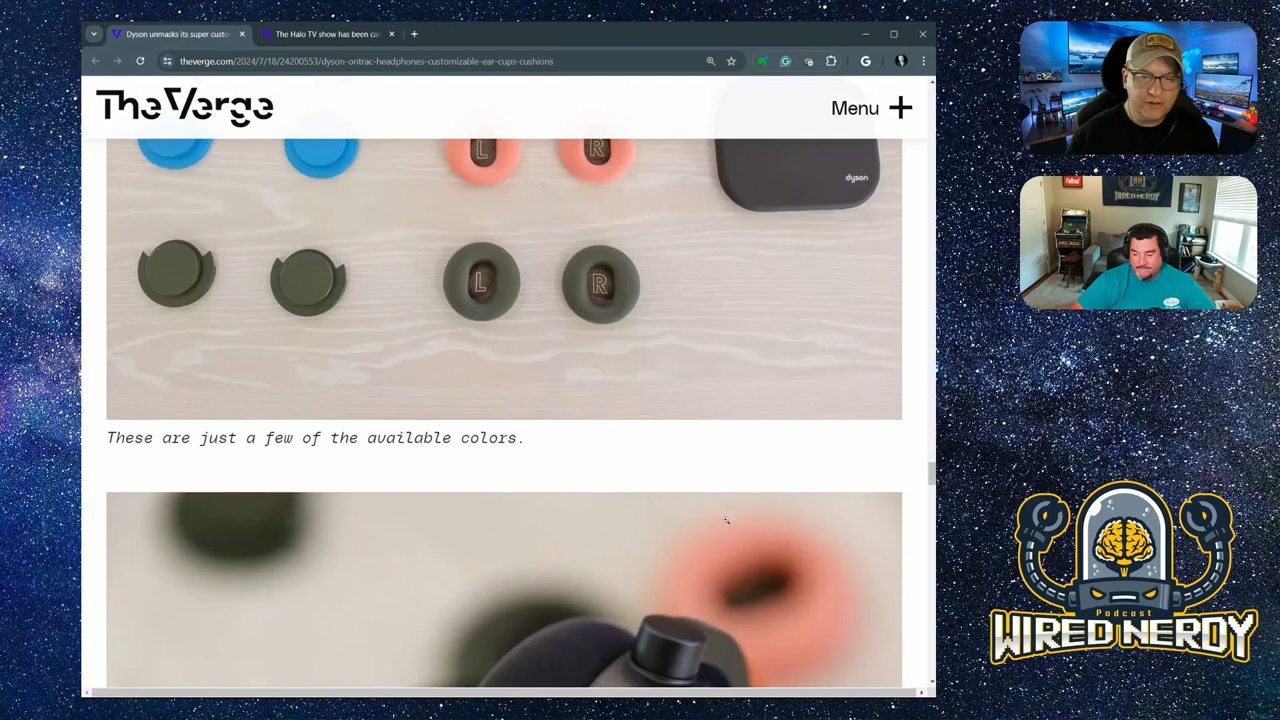 Dyson unmasks its super custo
The Halo TV show has been ca
theverge.com/2024/7/18/24200553/dyson-ontrac-headphones-customizable-ear-cups-cushions
TheVerge
Menu
L
R
dyson
L
R
These are just a few of the available colors.
Fallout
WIRED NERDY
Podcast
WIRED NERDY